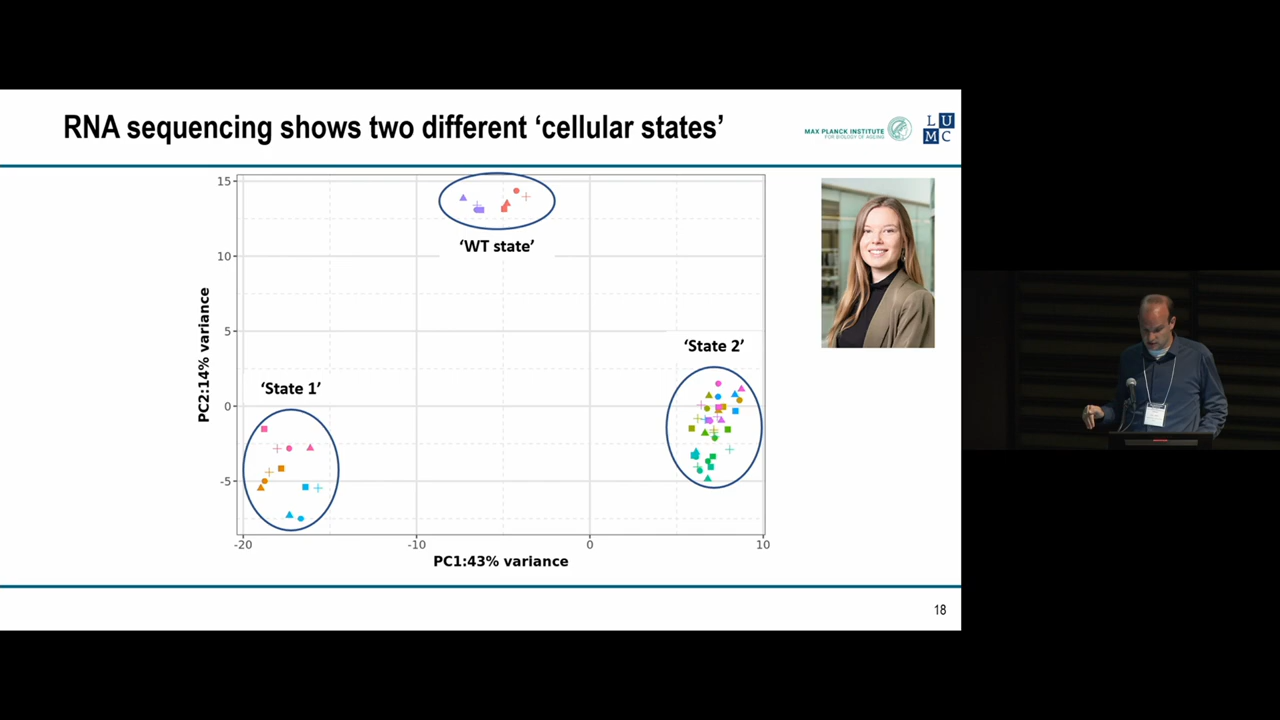 RNA sequencing shows two different ‘cellular states’
MAX PLANCK INSTITUTE
FOR BIOLOGY OF AGEING
L U
M C
15
10
5
0
-5
-20
-10
0
10
PC2:14% variance
PC1:43% variance
‘WT state’
‘State 1’
‘State 2’
18